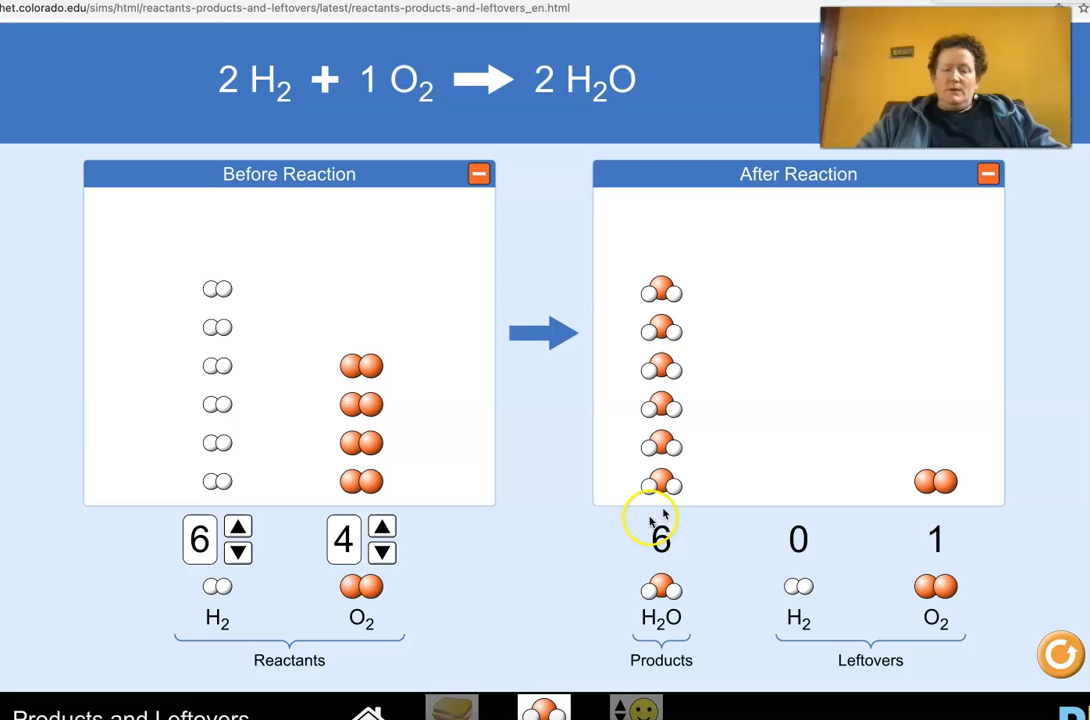 het.colorado.edu/sims/html/reactants-products-and-leftovers/latest/reactants-products-and-leftovers_en.html
2 H₂ + 1 O₂ → 2 H₂O
Before Reaction
After Reaction
6 4 6 0 1
H₂ O₂ H₂O H₂ O₂
Reactants Products Leftovers
Products and Leftovers